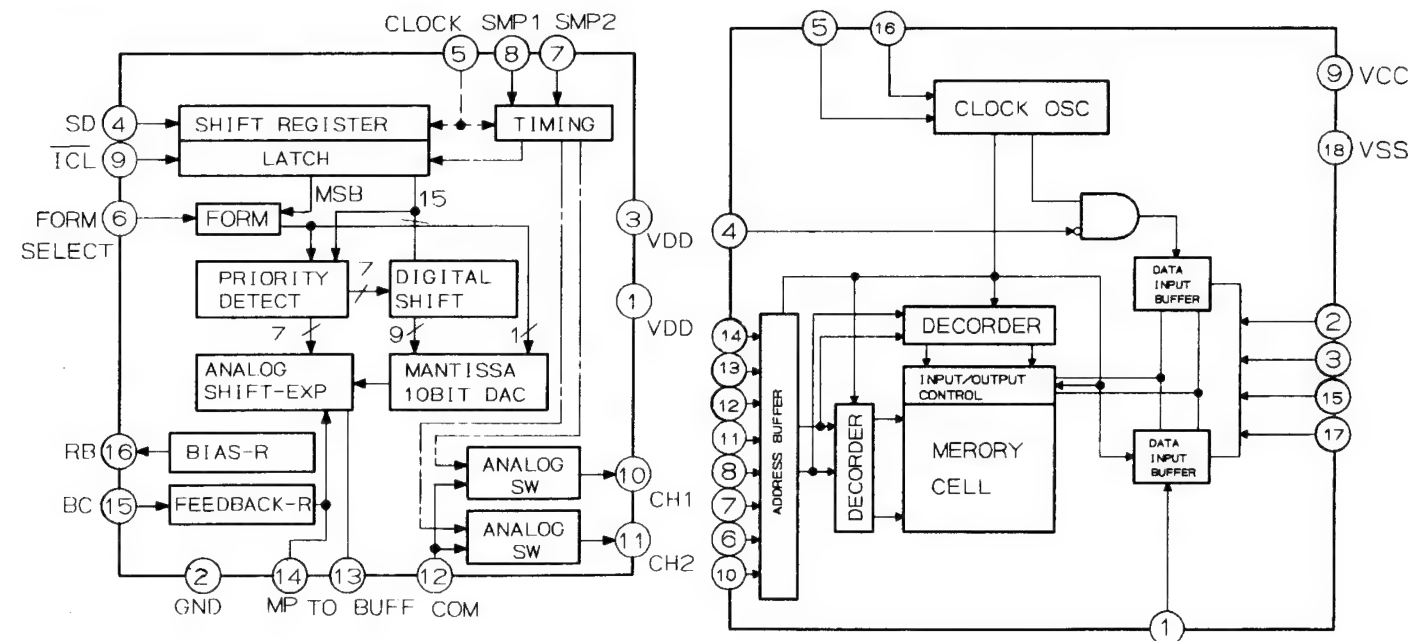 CLOCK SMP1 SMP2
5 8 7
SD 4
SHIFT REGISTER
TIMING
ICL 9
LATCH
MSB
15
FORM 6
SELECT
FORM
3
VDD
PRIORITY
DETECT
7
DIGITAL
SHIFT
1
VDD
7
9
1
ANALOG
SHIFT-EXP
MANTISSA
10BIT DAC
RB 16
BIAS-R
ANALOG
SW
10
CH1
BC 15
FEEDBACK-R
ANALOG
SW
11
CH2
2 14 13 12
GND MP TO BUFF COM
5 16
9 VCC
CLOCK OSC
18 VSS
4
DATA
INPUT
BUFFER
14
13
12
11
8
7
6
10
ADDRESS BUFFER
DECORDER
DECORDER
INPUT/OUTPUT
CONTROL
MERORY
CELL
2
3
15
17
DATA
INPUT
BUFFER
1